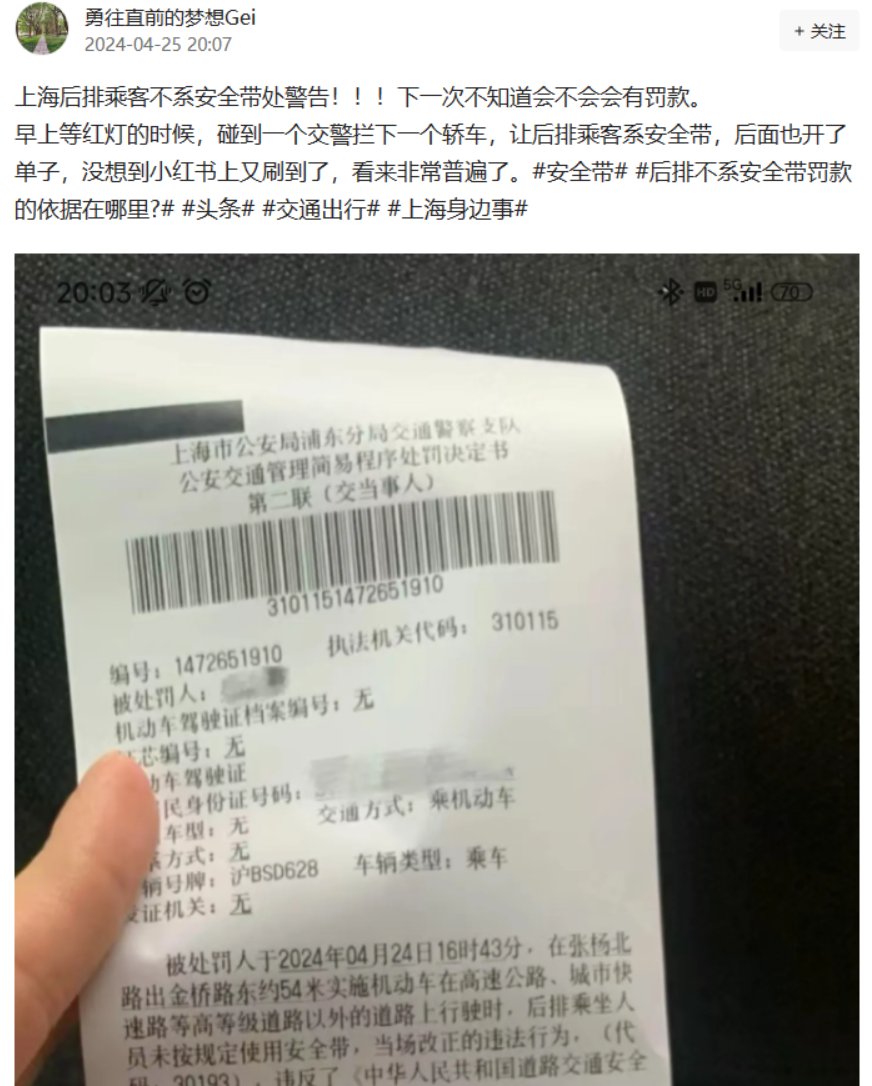 勇往直前的梦想Gei
2024-04-25 20:07
+ 关注
上海后排乘客不系安全带处警告！！！下一次不知道会不会会有罚款。
早上等红灯的时候，碰到一个交警拦下一个轿车，让后排乘客系安全带，后面也开了
单子，没想到小红书上又刷到了，看来非常普遍了。#安全带# #后排不系安全带罚款
的依据在哪里?# #头条# #交通出行# #上海身边事#
20:03 HD 5G 70
上海市公安局浦东分局交通警察支队
公安交通管理简易程序处罚决定书
第二联（交当事人）
3101151472651910
编号：1472651910 执法机关代码： 310115
被处罚人：
机动车驾驶证档案编号：无
芯编号：无
动车驾驶证
民身份证号码：
交通方式：乘机动车
车型：无
方式：无
号牌：沪BSD628 车辆类型：乘车
证机关：无
被处罚人于2024年04月24日16时43分，在张杨北
路出金桥路东约54米实施机动车在高速公路、城市快
速路等高等级道路以外的道路上行驶时，后排乘坐人
员未按规定使用安全带，当场改正的违法行为，（代
码：30193），违反了《中华人民共和国道路交通安全